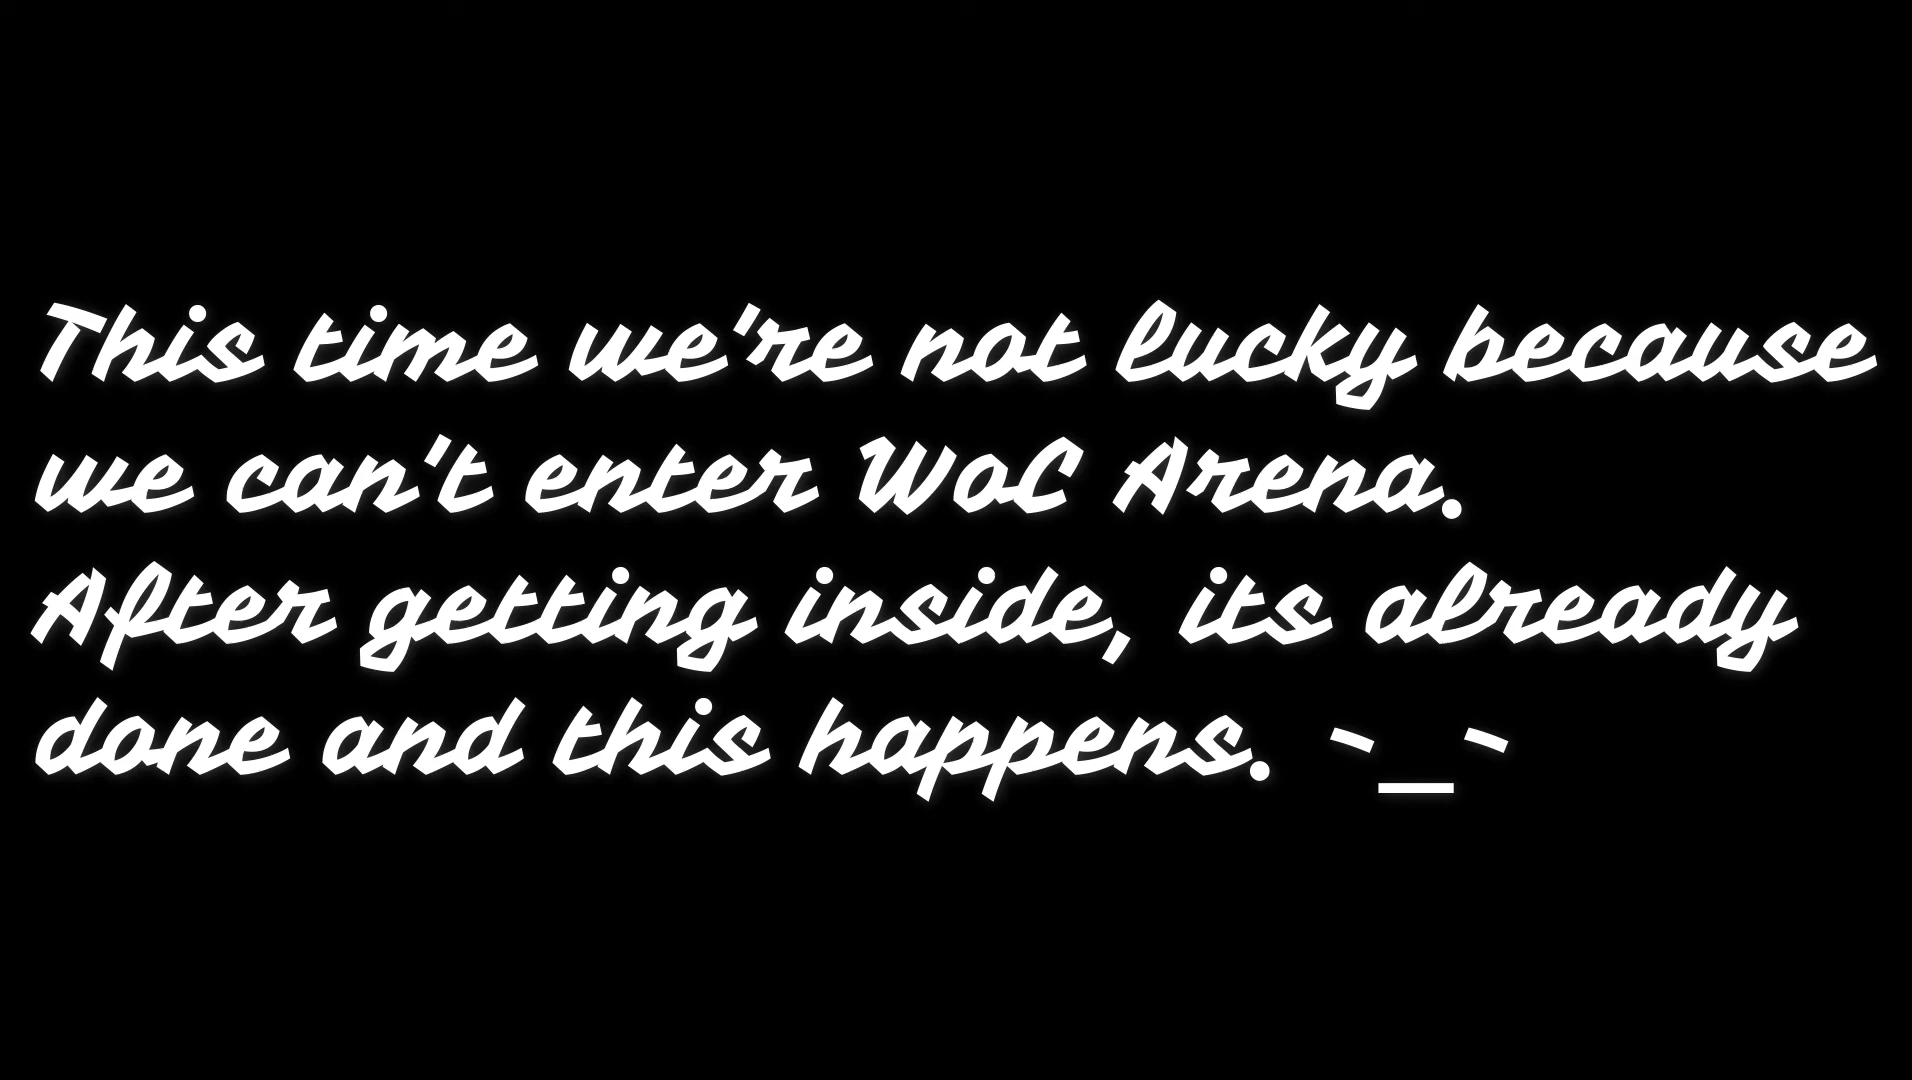 This time we're not lucky because
we can't enter WoC Arena.
After getting inside, its already
done and this happens. `_`